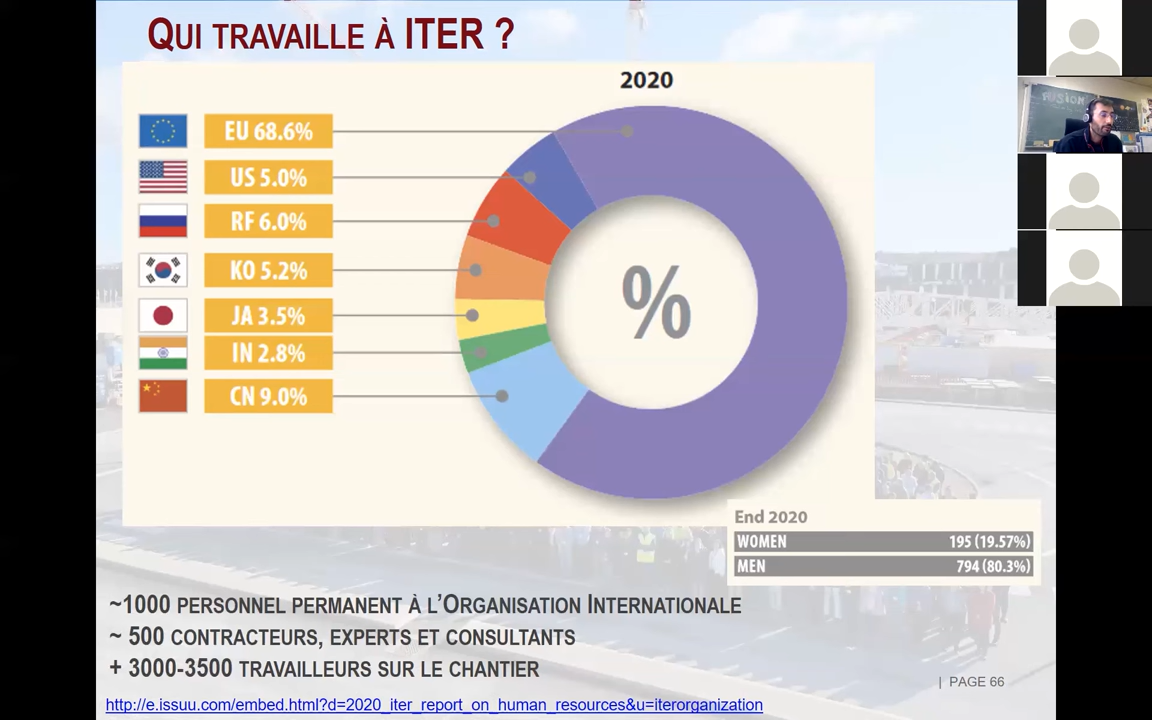 QUI TRAVAILLE À ITER ?
2020
EU 68.6%
US 5.0%
RF 6.0%
KO 5.2%
JA 3.5%
IN 2.8%
CN 9.0%
%
FUSION
End 2020
WOMEN 195 (19.57%)
MEN 794 (80.3%)
~1000 PERSONNEL PERMANENT À L'ORGANISATION INTERNATIONALE
~ 500 CONTRACTEURS, EXPERTS ET CONSULTANTS
+ 3000-3500 TRAVAILLEURS SUR LE CHANTIER
| PAGE 66
http://e.issuu.com/embed.html?d=2020_iter_report_on_human_resources&u=iterorganization